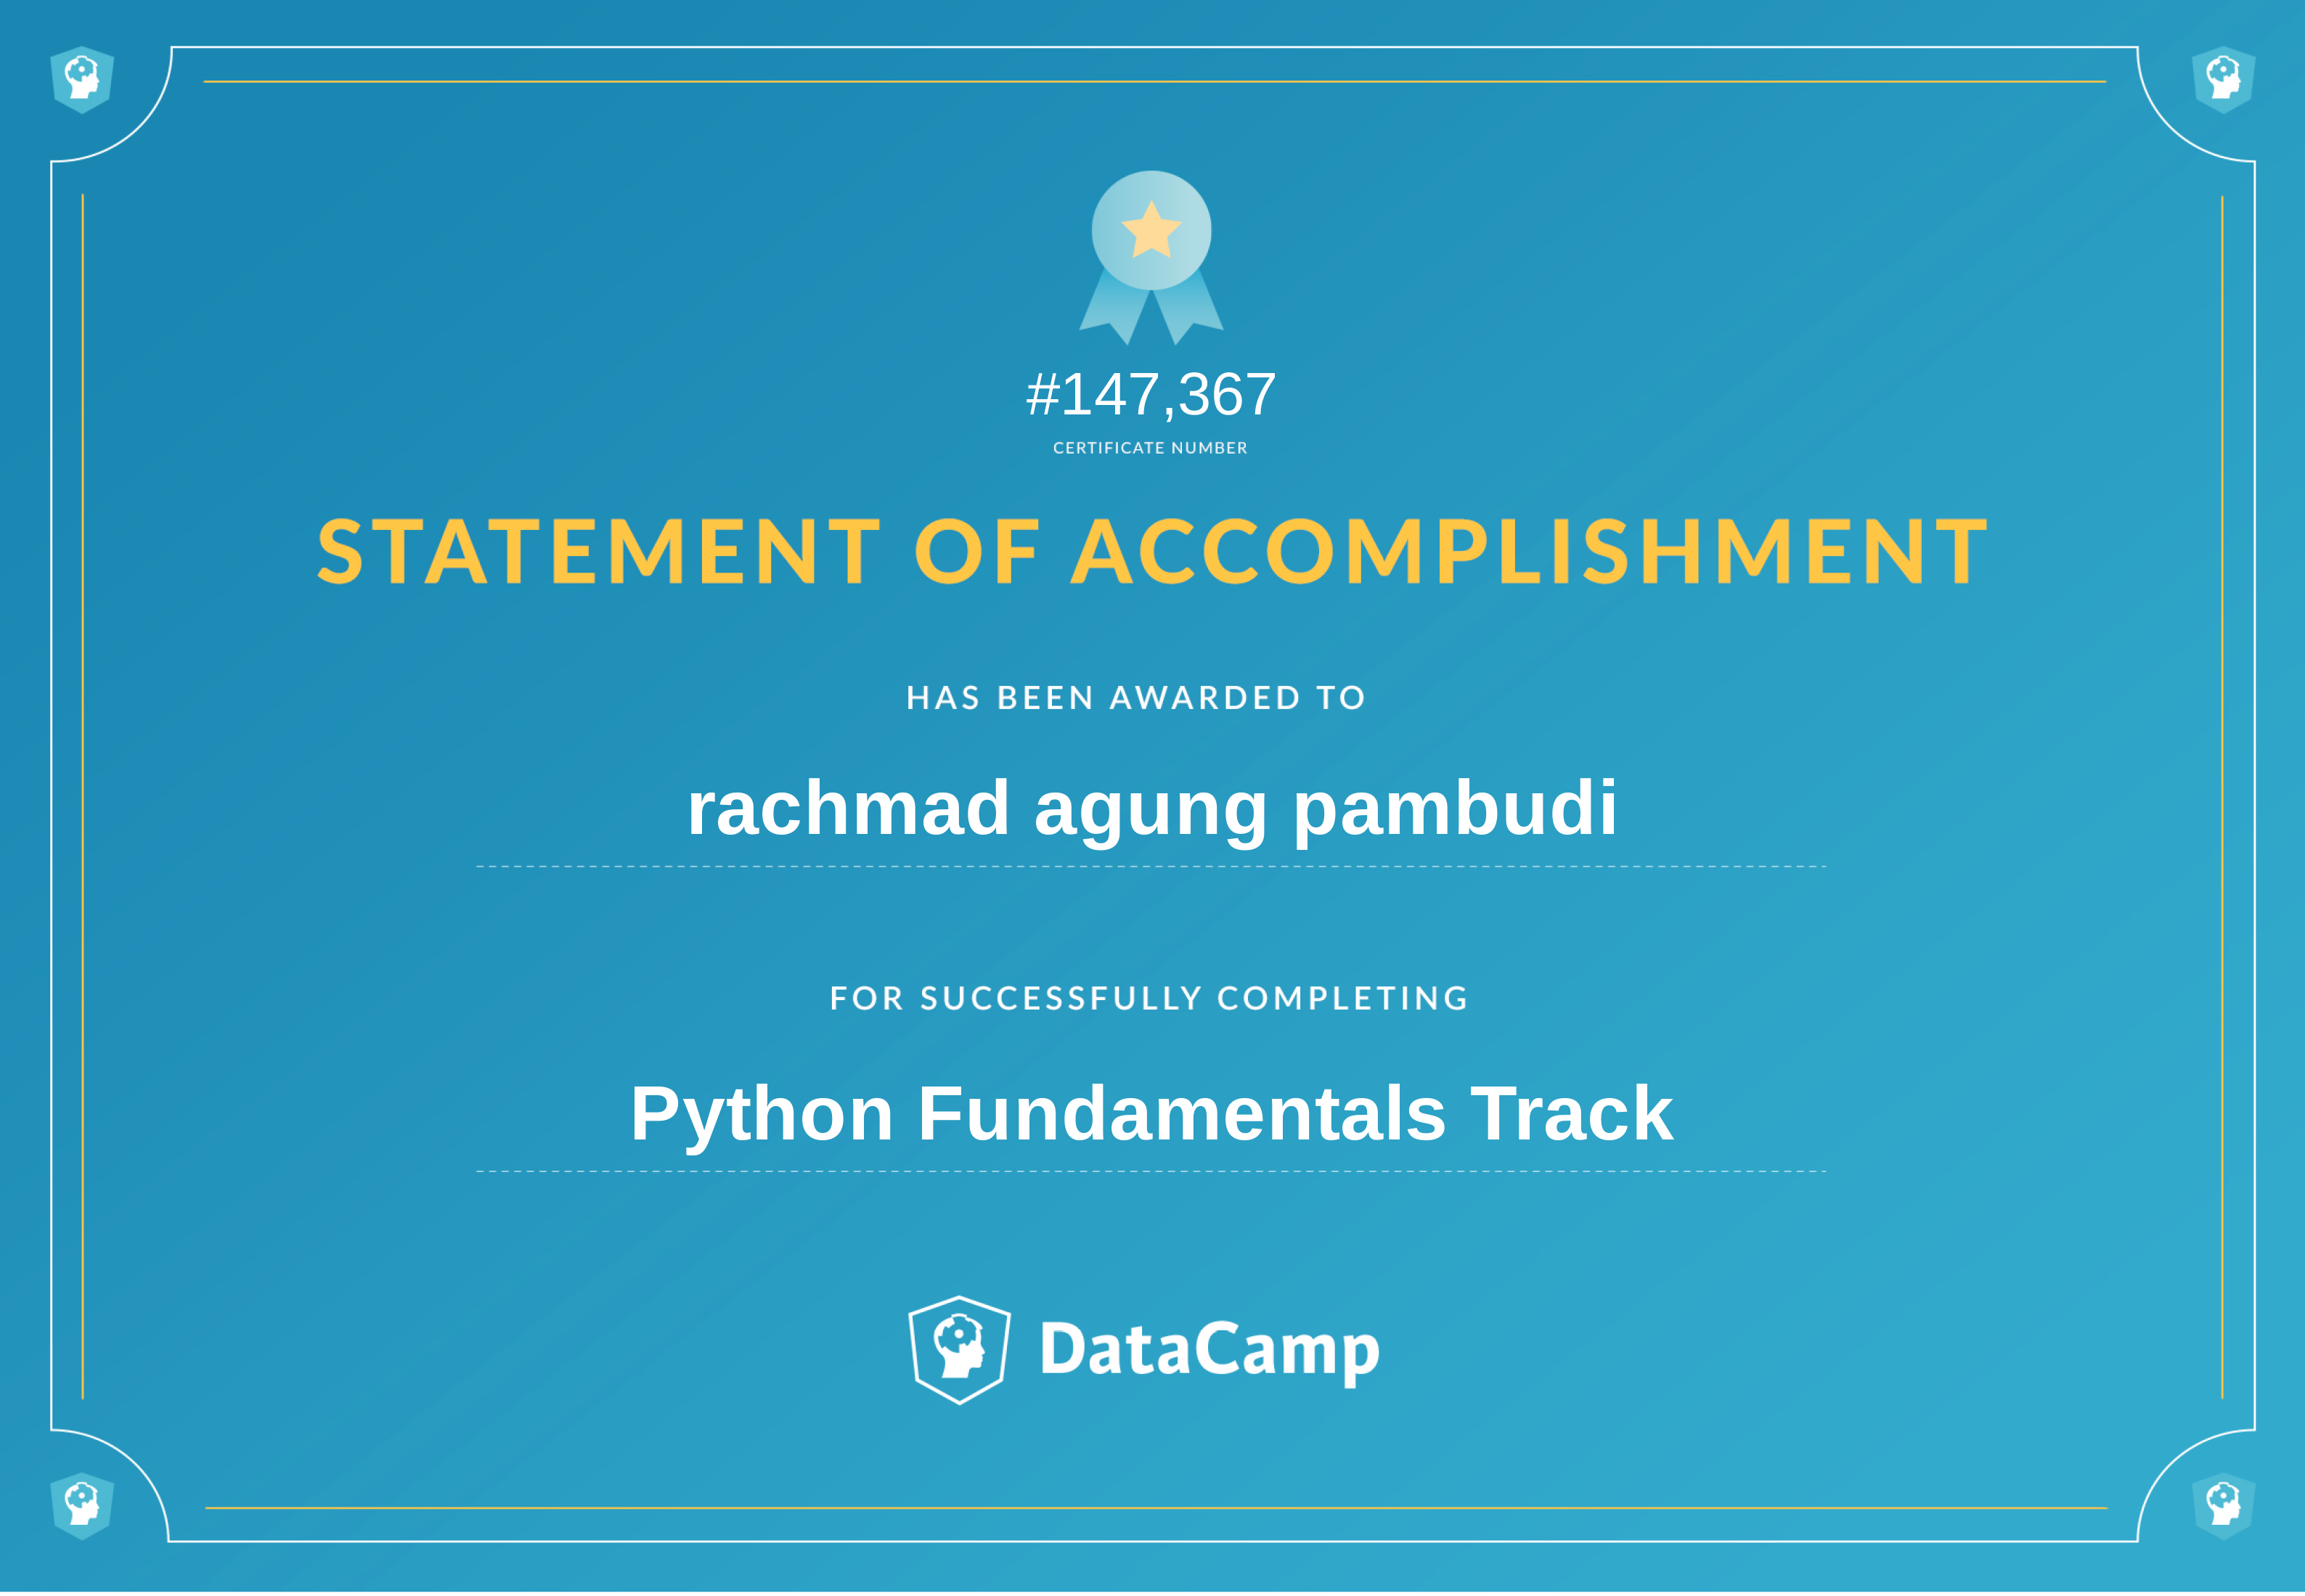 #147,367
CERTIFICATE NUMBER
STATEMENT OF ACCOMPLISHMENT
HAS BEEN AWARDED TO
rachmad agung pambudi
FOR SUCCESSFULLY COMPLETING
Python Fundamentals Track
DataCamp